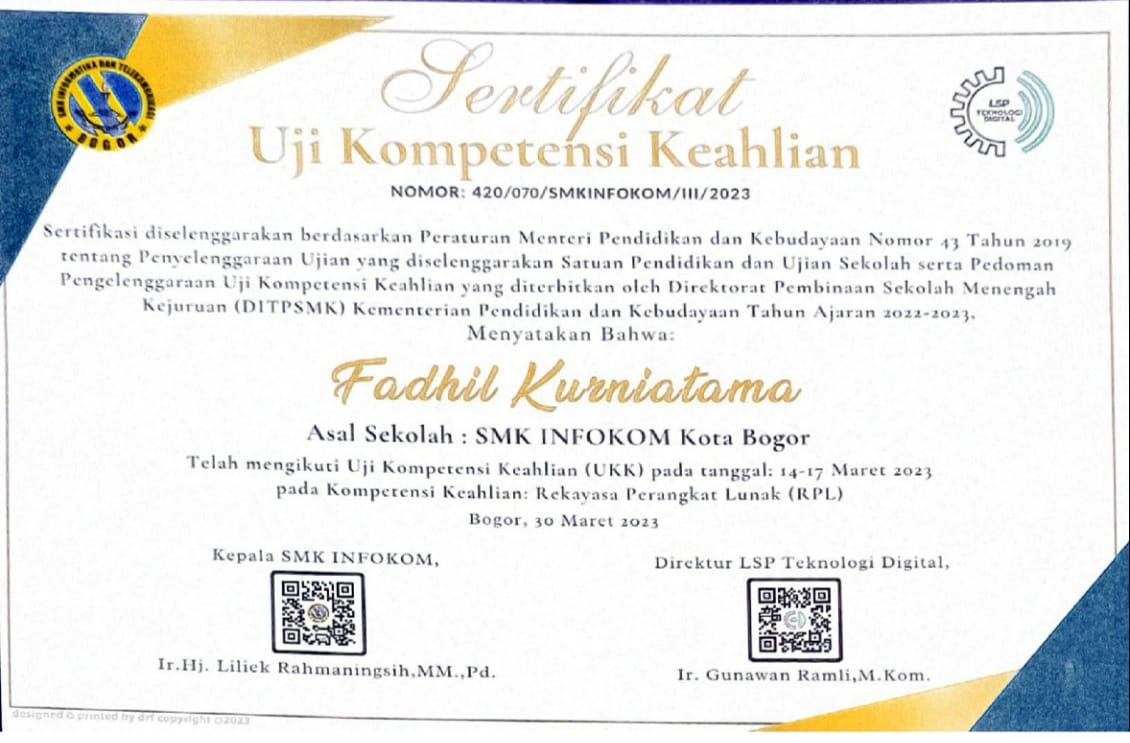 SMK INFORMATIKA DAN TELEKOMUNIKASI
BOGOR
LSP
TEKNOLOGI
DIGITAL
Sertifikat
Uji Kompetensi Keahlian
NOMOR: 420/070/SMKINFOKOM/III/2023
Sertifikasi diselenggarakan berdasarkan Peraturan Menteri Pendidikan dan Kebudayaan Nomor 43 Tahun 2019
tentang Penyelenggaraan Ujian yang diselenggarakan Satuan Pendidikan dan Ujian Sekolah serta Pedoman
Pengelenggaraan Uji Kompetensi Keahlian yang diterbitkan oleh Direktorat Pembinaan Sekolah Menengah
Kejuruan (DITPSMK) Kementerian Pendidikan dan Kebudayaan Tahun Ajaran 2022-2023.
Menyatakan Bahwa:
Fadhil Kurniatama
Asal Sekolah : SMK INFOKOM Kota Bogor
Telah mengikuti Uji Kompetensi Keahlian (UKK) pada tanggal: 14-17 Maret 2023
pada Kompetensi Keahlian: Rekayasa Perangkat Lunak (RPL)
Bogor, 30 Maret 2023
Kepala SMK INFOKOM,
Ir.Hj. Liliek Rahmaningsih,MM.,Pd.
Direktur LSP Teknologi Digital,
Ir. Gunawan Ramli,M.Kom.
designed & printed by drf copyright ©2023